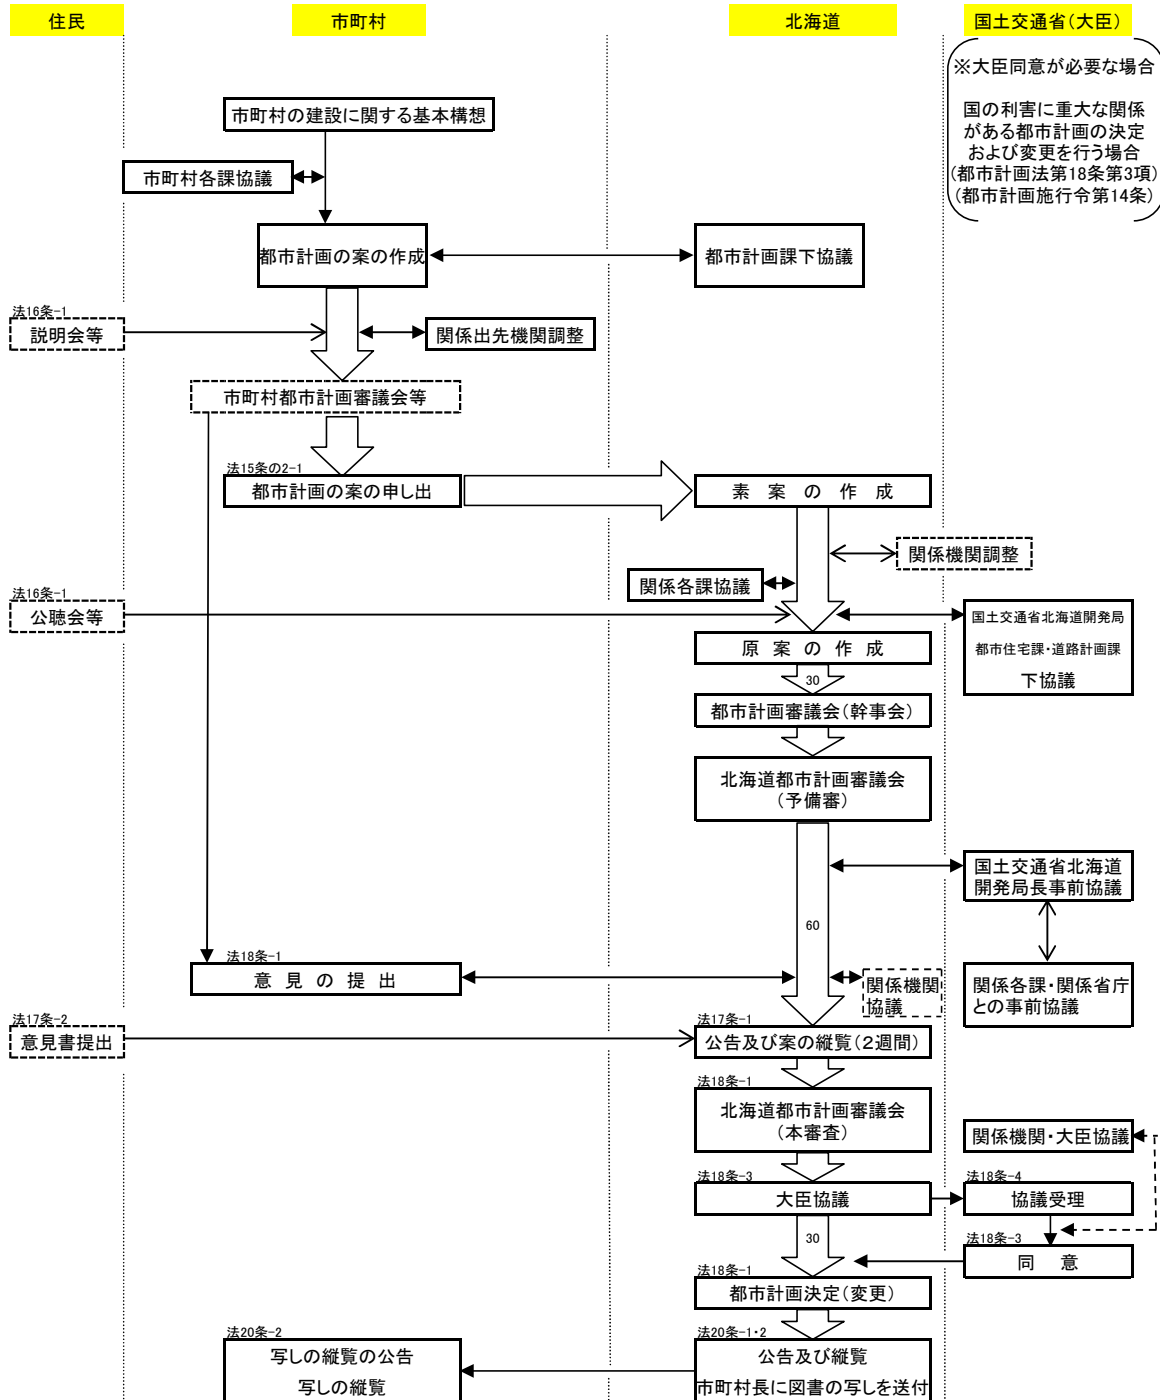 住民
市町村
北海道
国土交通省(大臣)
※大臣同意が必要な場合
国の利害に重大な関係
がある都市計画の決定
および変更を行う場合
(都市計画法第18条第3項)
(都市計画施行令第14条)
市町村の建設に関する基本構想
市町村各課協議
都市計画の案の作成
都市計画課下協議
法16条-1
説明会等
関係出先機関調整
市町村都市計画審議会等
法15条の2-1
都市計画の案の申し出
素 案 の 作 成
関係機関調整
関係各課協議
法16条-1
公聴会等
国土交通省北海道開発局
都市住宅課・道路計画課
下協議
原 案 の 作 成
30
都市計画審議会(幹事会)
北海道都市計画審議会
(予備審)
国土交通省北海道
開発局長事前協議
60
法18条-1
意 見 の 提 出
関係機関
協議
関係各課・関係省庁
との事前協議
法17条-2
意見書提出
法17条-1
公告及び案の縦覧(2週間)
法18条-1
北海道都市計画審議会
(本審査)
関係機関・大臣協議
法18条-3
大臣協議
法18条-4
協議受理
30
法18条-3
同 意
法18条-1
都市計画決定(変更)
法20条-2
写しの縦覧の公告
写しの縦覧
法20条-1・2
公告及び縦覧
市町村長に図書の写しを送付